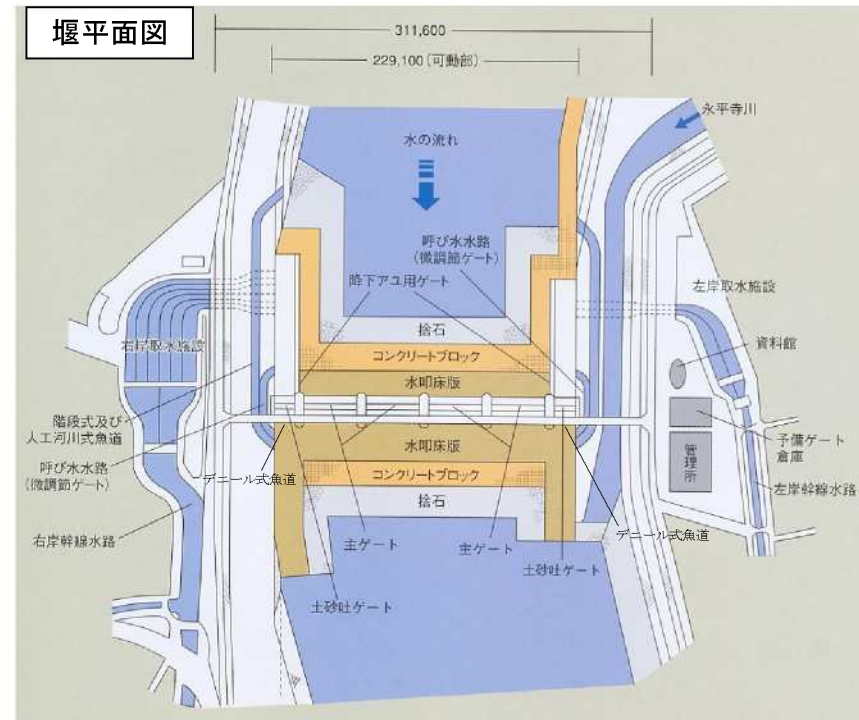 堰平面図
311,600
229,100(可動部)
永平寺川
水の流れ
呼び水水路
(微調節ゲート)
降下アユ用ゲート
左岸取水施設
捨石
右岸取水施設
資料館
コンクリートブロック
水叩床版
階段式及び
人工河川式魚道
予備ゲート
倉庫
水叩床版
管理所
呼び水水路
(微調節ゲート)
デニール式魚道
コンクリートブロック
左岸幹線水路
捨石
右岸幹線水路
主ゲート
主ゲート
デニール式魚道
土砂吐ゲート
土砂吐ゲート